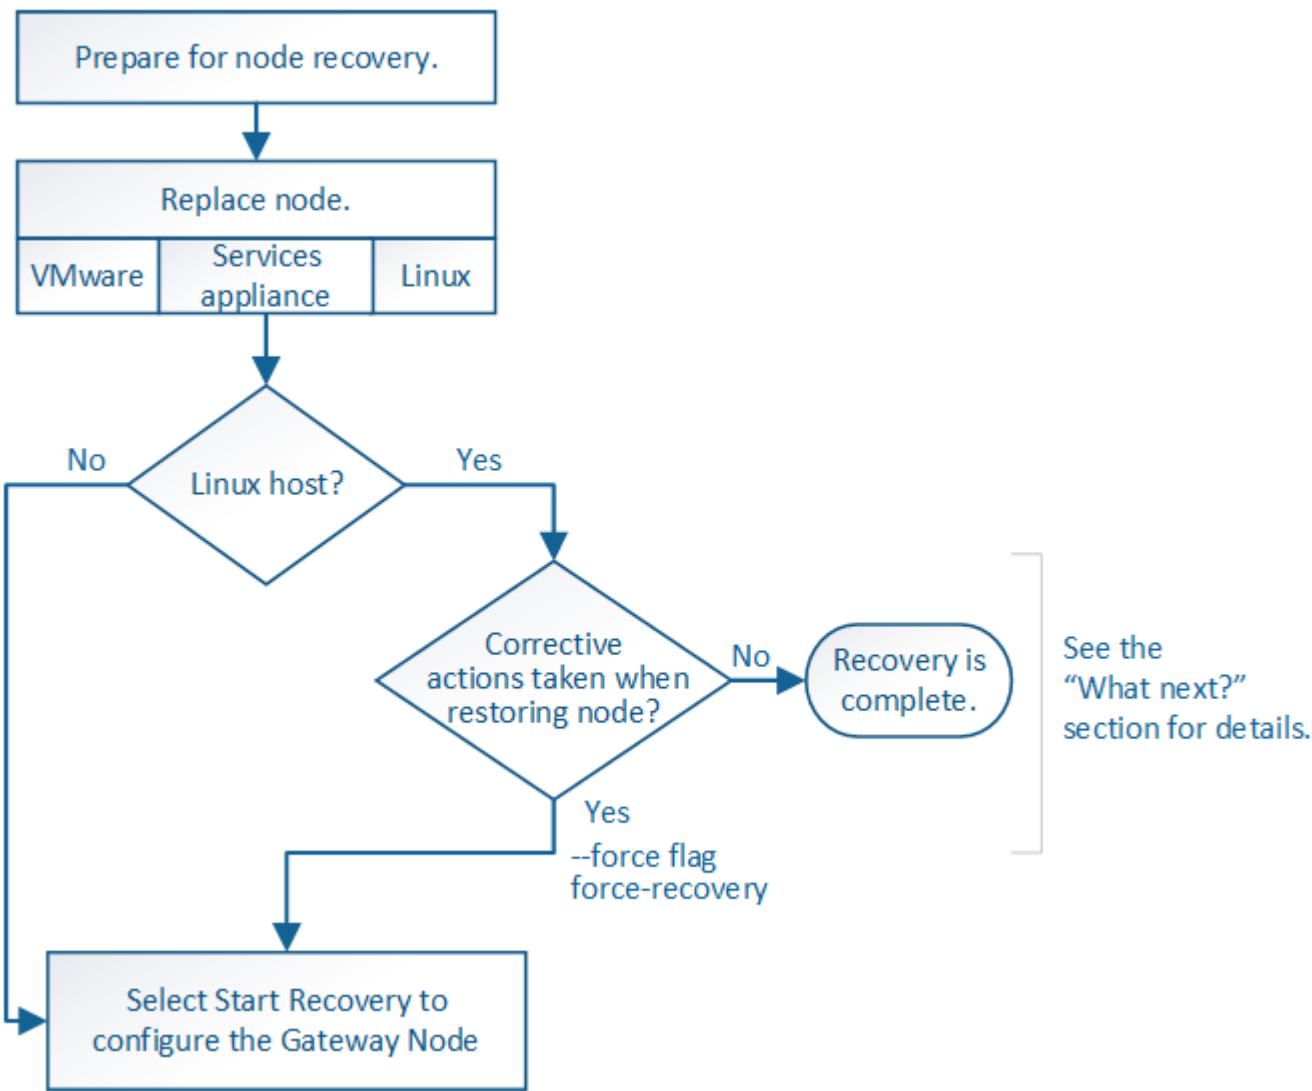 Prepare for node recovery.
Replace node.
VMware
Services
appliance
Linux
Linux host?
No
Yes
Corrective
actions taken when
restoring node?
No
Recovery is
complete.
See the
“What next?”
section for details.
Yes
--force flag
force-recovery
Select Start Recovery to
configure the Gateway Node